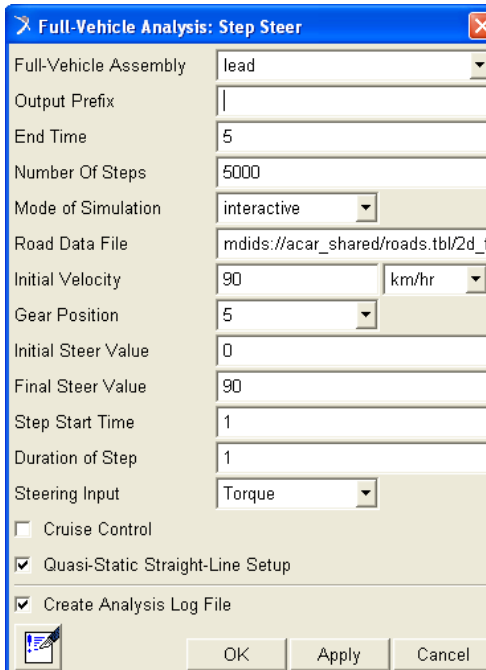 Full-Vehicle Analysis: Step Steer
Full-Vehicle Assembly lead
Output Prefix
End Time 5
Number Of Steps 5000
Mode of Simulation interactive
Road Data File mdids://acar_shared/roads.tbl/2d_
Initial Velocity 90 km/hr
Gear Position 5
Initial Steer Value 0
Final Steer Value 90
Step Start Time 1
Duration of Step 1
Steering Input Torque
Cruise Control
Quasi-Static Straight-Line Setup
Create Analysis Log File
OK Apply Cancel